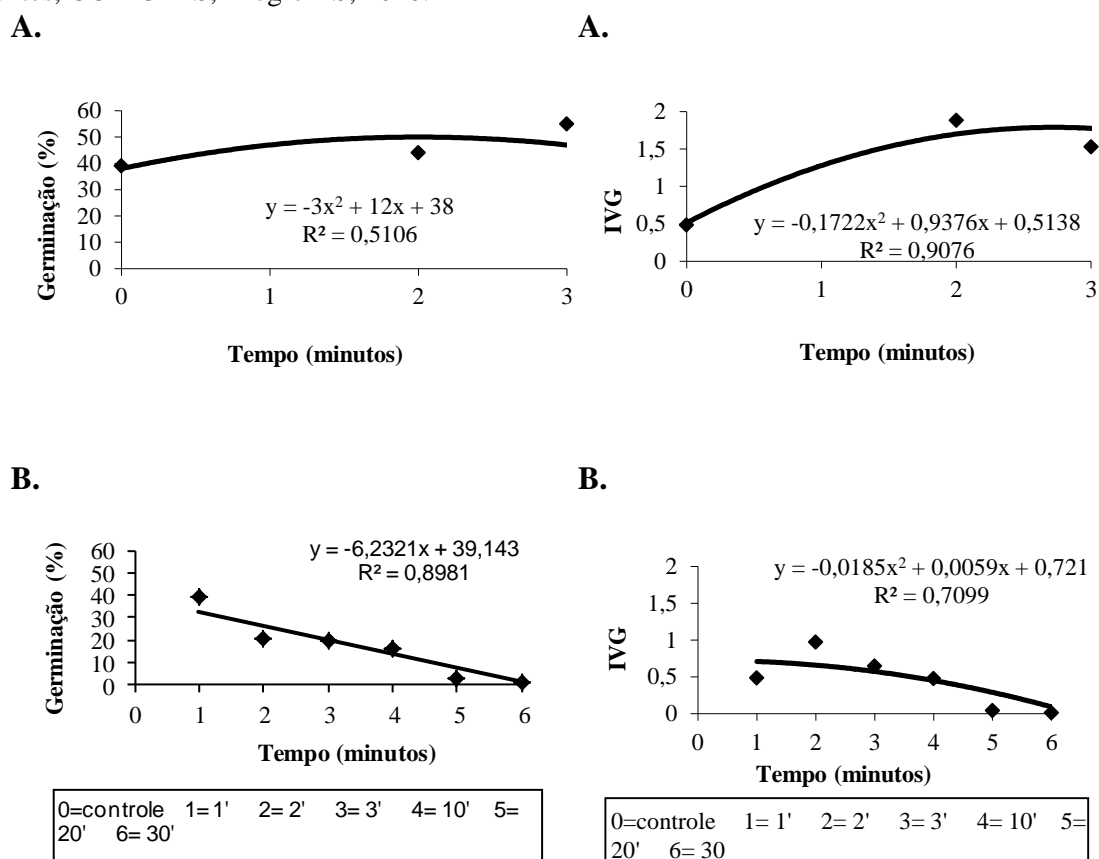 A.
A.
Germinação (%)
60
50
40
30
20
10
0
y = -3x² + 12x + 38
R² = 0,5106
0 1 2 3
Tempo (minutos)
IVG
2
1,5
1
0,5
0
y = -0,1722x² + 0,9376x + 0,5138
R² = 0,9076
0 1 2 3
Tempo (minutos)
B.
B.
Germinação (%)
60
50
40
30
20
10
0
y = -6,2321x + 39,143
R² = 0,8981
0 1 2 3 4 5 6
Tempo (minutos)
0=controle 1= 1' 2= 2' 3= 3' 4= 10' 5=
20' 6= 30'
IVG
2
1,5
1
0,5
0
y = -0,0185x² + 0,0059x + 0,721
R² = 0,7099
0 1 2 3 4 5 6
Tempo (minutos)
0=controle 1= 1' 2= 2' 3= 3' 4= 10' 5=
20' 6= 30